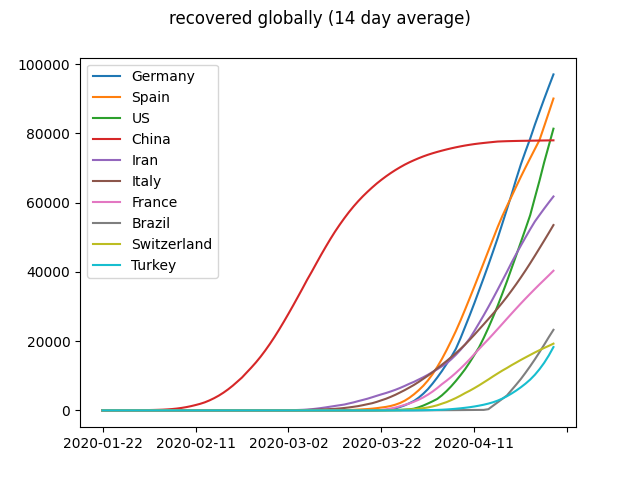 recovered globally (14 day average)
100000
80000
60000
40000
20000
0
Germany
Spain
US
China
Iran
Italy
France
Brazil
Switzerland
Turkey
2020-01-22 2020-02-11 2020-03-02 2020-03-22 2020-04-11